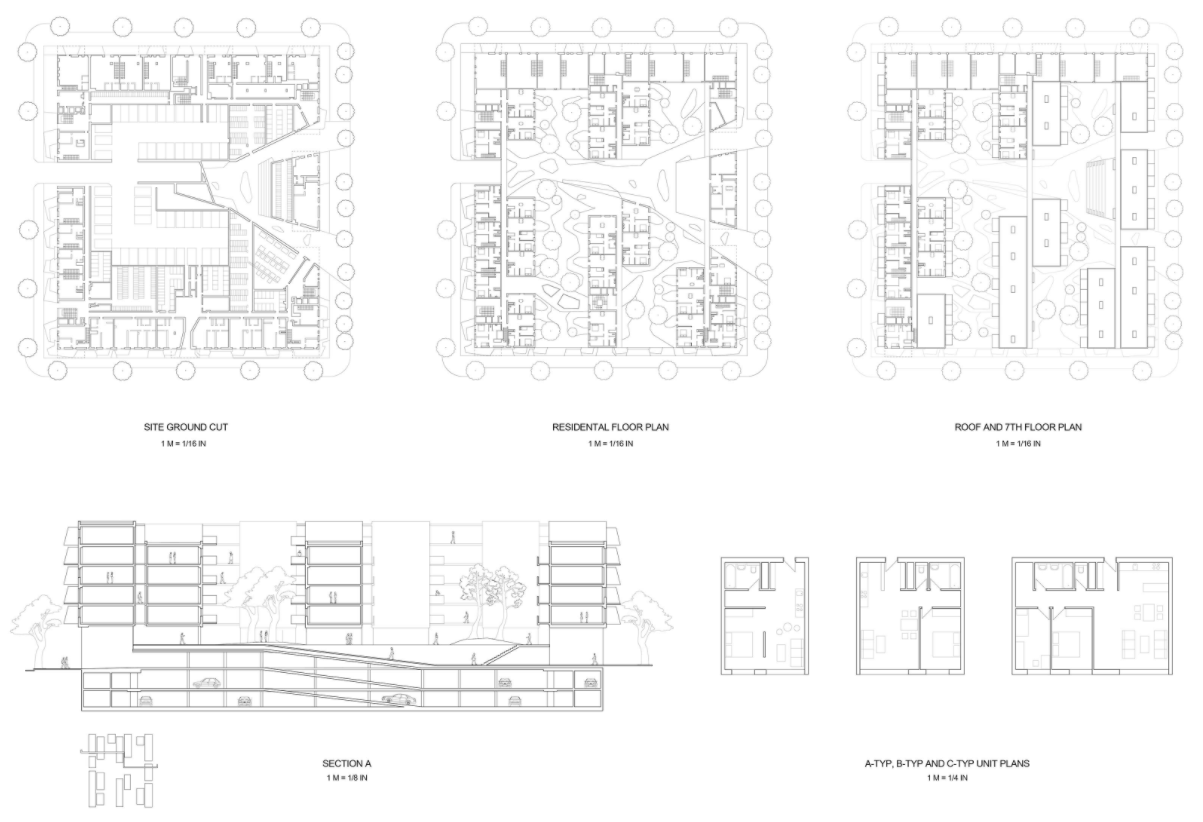 SITE GROUND CUT
1 M = 1/16 IN
RESIDENTAL FLOOR PLAN
1 M = 1/16 IN
ROOF AND 7TH FLOOR PLAN
1 M = 1/16 IN
SECTION A
1 M = 1/8 IN
A-TYP, B-TYP AND C-TYP UNIT PLANS
1 M = 1/4 IN